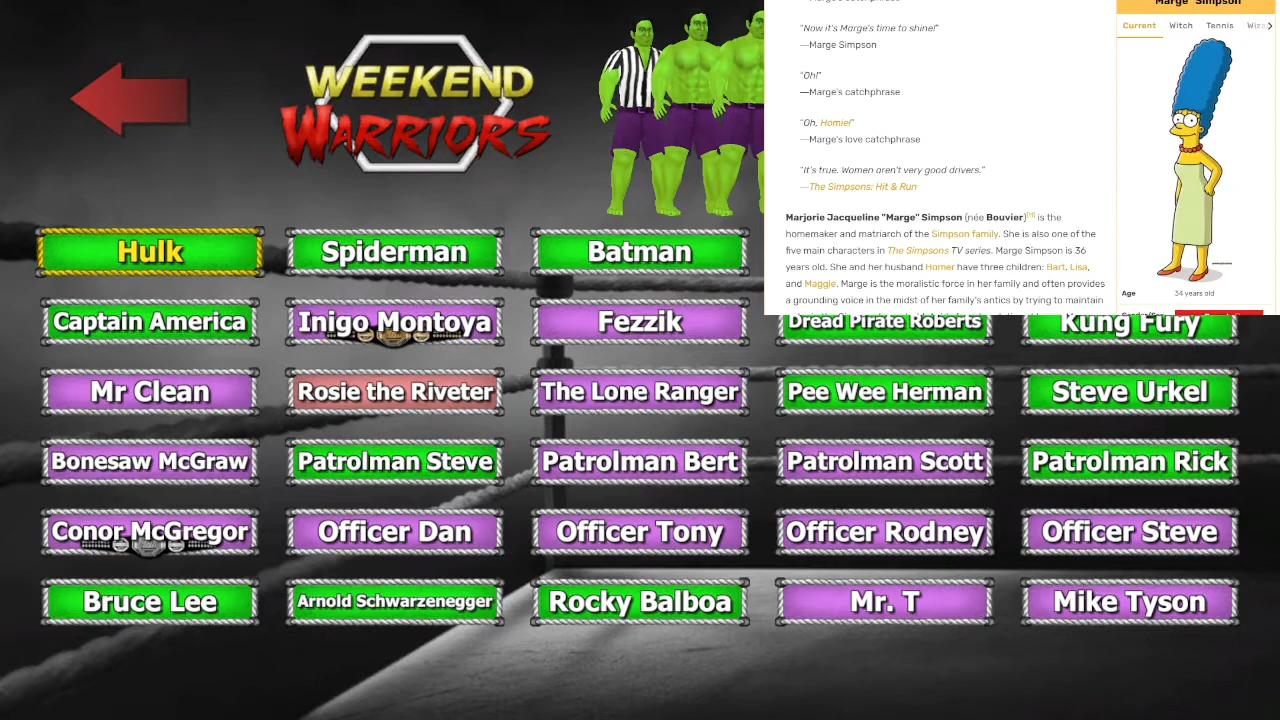 "Now it's Marge's time to shine!"
—Marge Simpson
"Oh!"
—Marge's catchphrase
"Oh, Homie!"
—Marge's love catchphrase
"It's true. Women aren't very good drivers."
—The Simpsons: Hit & Run
Marjorie Jacqueline "Marge" Simpson (née Bouvier) is the
homemaker and matriarch of the Simpson family. She is also one of the
five main characters in The Simpsons TV series. Marge Simpson is 36
years old. She and her husband Homer have three children: Bart, Lisa,
and Maggie. Marge is the moralistic force in her family and often provides
a grounding voice in the midst of her family's antics by trying to maintain
"Marge" Simpson
Current Witch Tennis
Age 34 years old
WEEKEND
WARRIORS
Hulk Spiderman Batman
Captain America Inigo Montoya Fezzik Dread Pirate Roberts Kung Fury
Mr Clean Rosie the Riveter The Lone Ranger Pee Wee Herman Steve Urkel
Bonesaw McGraw Patrolman Steve Patrolman Bert Patrolman Scott Patrolman Rick
Conor McGregor Officer Dan Officer Tony Officer Rodney Officer Steve
Bruce Lee Arnold Schwarzenegger Rocky Balboa Mr. T Mike Tyson